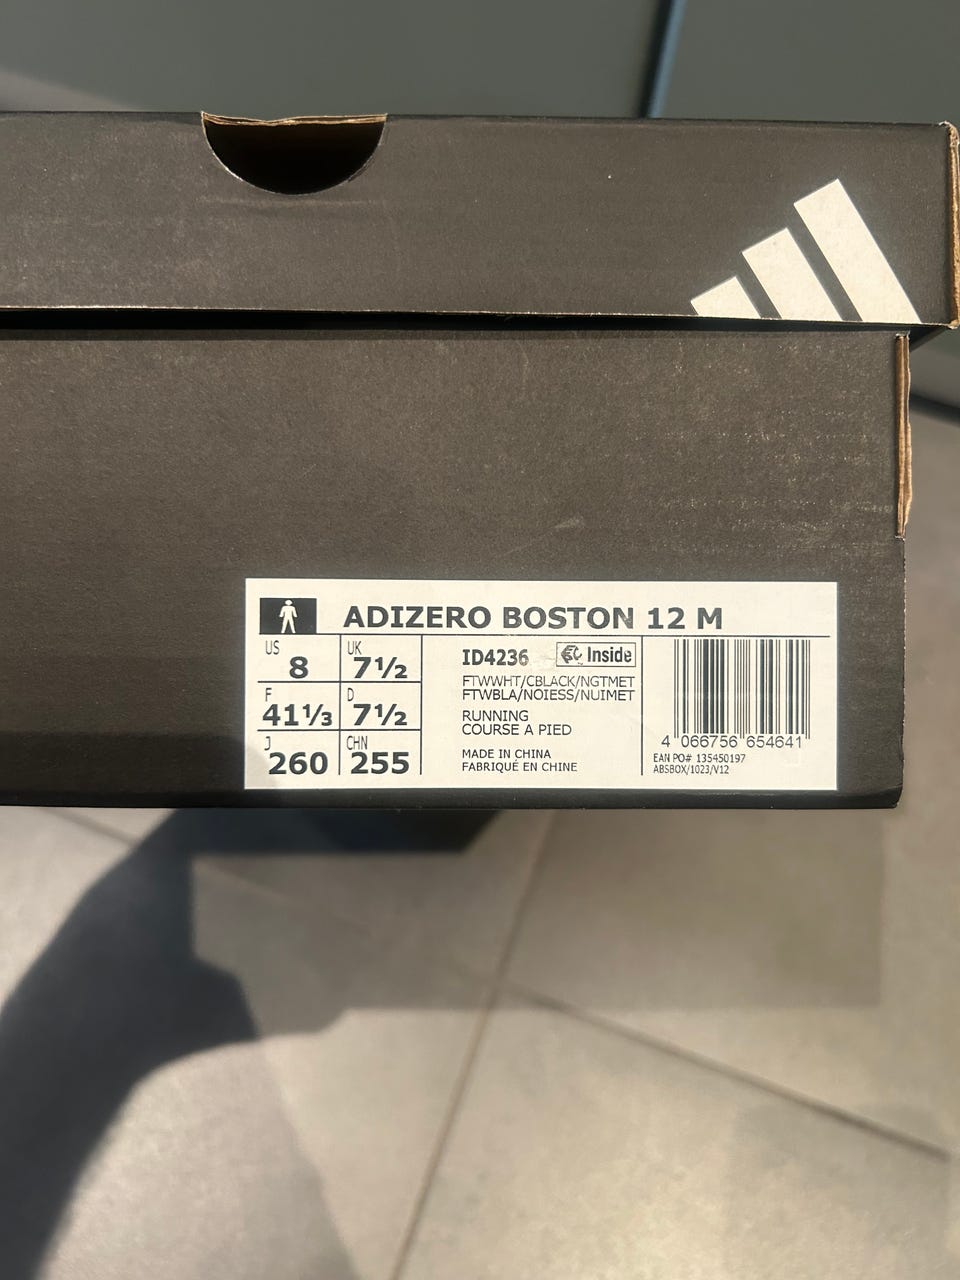 ADIZERO BOSTON 12 M
US 8
UK 7½
F 41⅓
D 7½
J 260
CHN 255
ID4236
Inside
FTWWHT/CBLACK/NGTMET
FTWBLA/NOIESS/NUIMET
RUNNING
COURSE A PIED
MADE IN CHINA
FABRIQUÉ EN CHINE
4 066756 654641
EAN PO# 135450197
ABSBOX/1023/V12